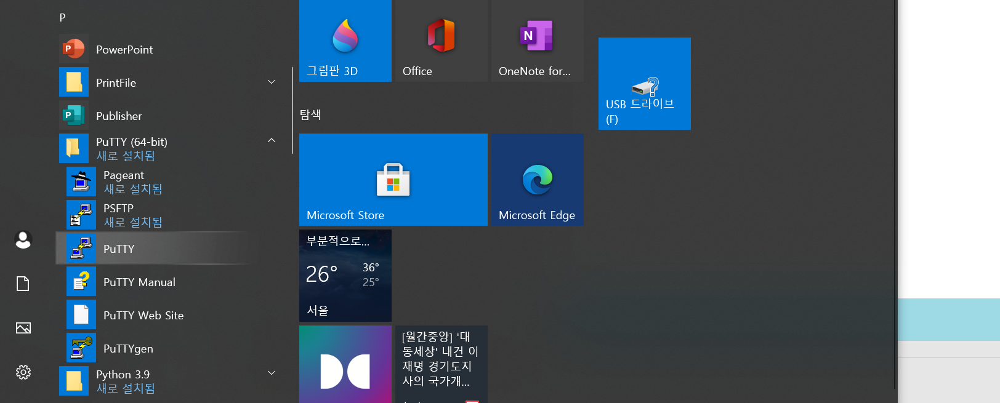 P
PowerPoint
PrintFile
Publisher
PuTTY (64-bit)
새로 설치됨
Pageant
새로 설치됨
PSFTP
새로 설치됨
PuTTY
PuTTY Manual
PuTTY Web Site
PuTTYgen
Python 3.9
새로 설치됨
그림판 3D
Office
OneNote for...
탐색
Microsoft Store
Microsoft Edge
부분적으로...
26°
36°
25°
서울
[월간중앙] '대
동세상' 내건 이
재명 경기도지
사의 국가개...
USB 드라이브
(F)